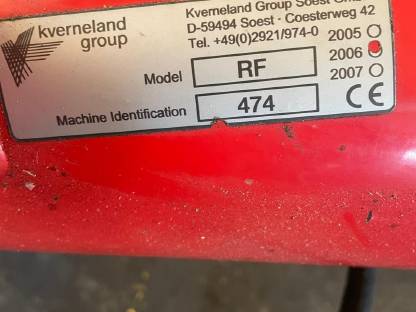 kverneland
group
Kverneland Group Soest GmbH
D-59494 Soest - Coesterweg 42
Tel. +49(0)2921/974-0
2005
2006
2007
Model RF
Machine Identification 474
CE